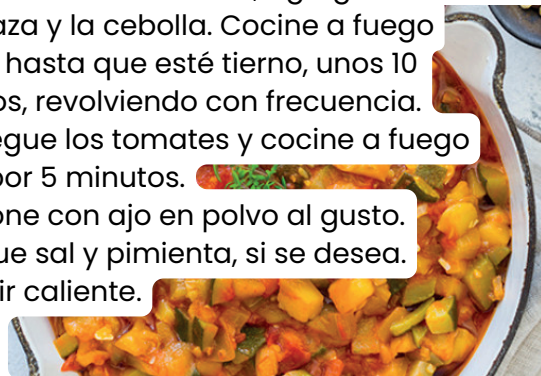 aza y la cebolla. Cocine a fuego
hasta que esté tierno, unos 10
os, revolviendo con frecuencia.
egue los tomates y cocine a fuego
por 5 minutos.
one con ajo en polvo al gusto.
ue sal y pimienta, si se desea.
ir caliente.